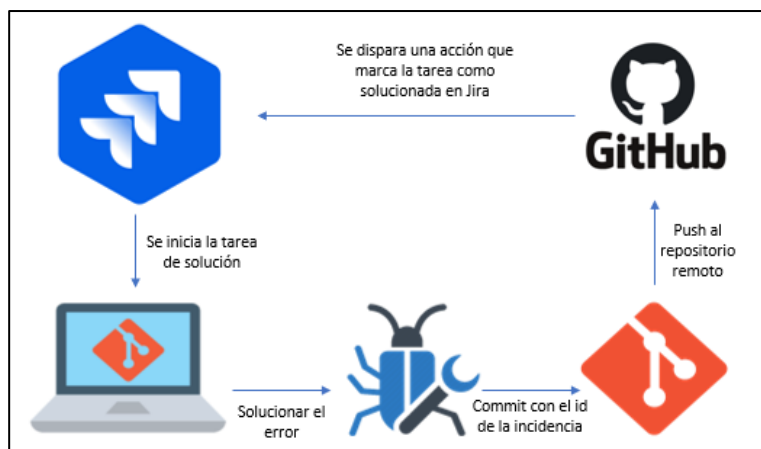 Se dispara una acción que
marca la tarea como
solucionada en Jira
GitHub
Se inicia la tarea
de solución
Push al
repositorio
remoto
Solucionar el
error
Commit con el id
de la incidencia